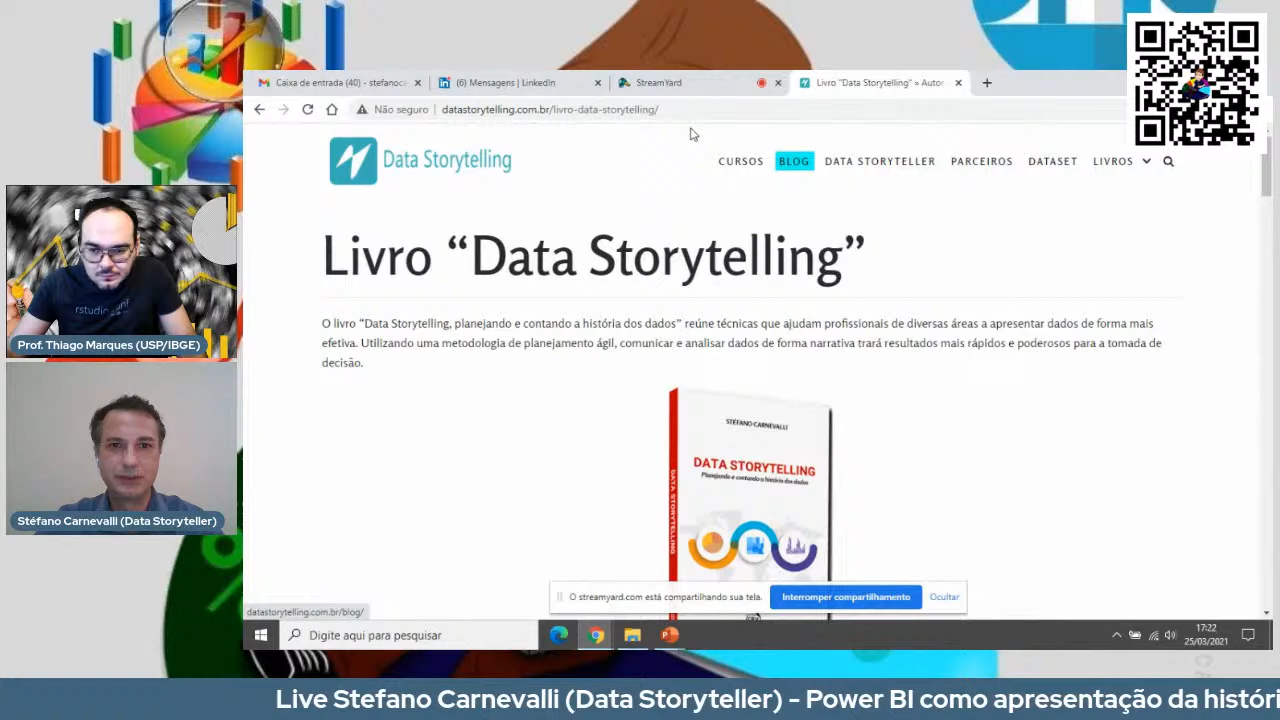 Caixa de entrada (40) - stefanoc
(6) Mensagens | LinkedIn
StreamYard
Livro "Data Storytelling" » Autor
Não seguro | datastorytelling.com.br/livro-data-storytelling/
Data Storytelling
CURSOS BLOG DATA STORYTELLER PARCEIROS DATASET LIVROS
Livro “Data Storytelling”
O livro “Data Storytelling, planejando e contando a história dos dados” reúne técnicas que ajudam profissionais de diversas áreas a apresentar dados de forma mais
efetiva. Utilizando uma metodologia de planejamento ágil, comunicar e analisar dados de forma narrativa trará resultados mais rápidos e poderosos para a tomada de
decisão.
STÉFANO CARNEVALLI
DATA STORYTELLING
Planejando e contando a história dos dados
DATA STORYTELLING
rstudio::conf
Prof. Thiago Marques (USP/IBGE)
Stéfano Carnevalli (Data Storyteller)
O streamyard.com está compartilhando sua tela.
Interromper compartilhamento
Ocultar
datastorytelling.com.br/blog/
Digite aqui para pesquisar
17:22
25/03/2021
Live Stefano Carnevalli (Data Storyteller) - Power BI como apresentação da históri